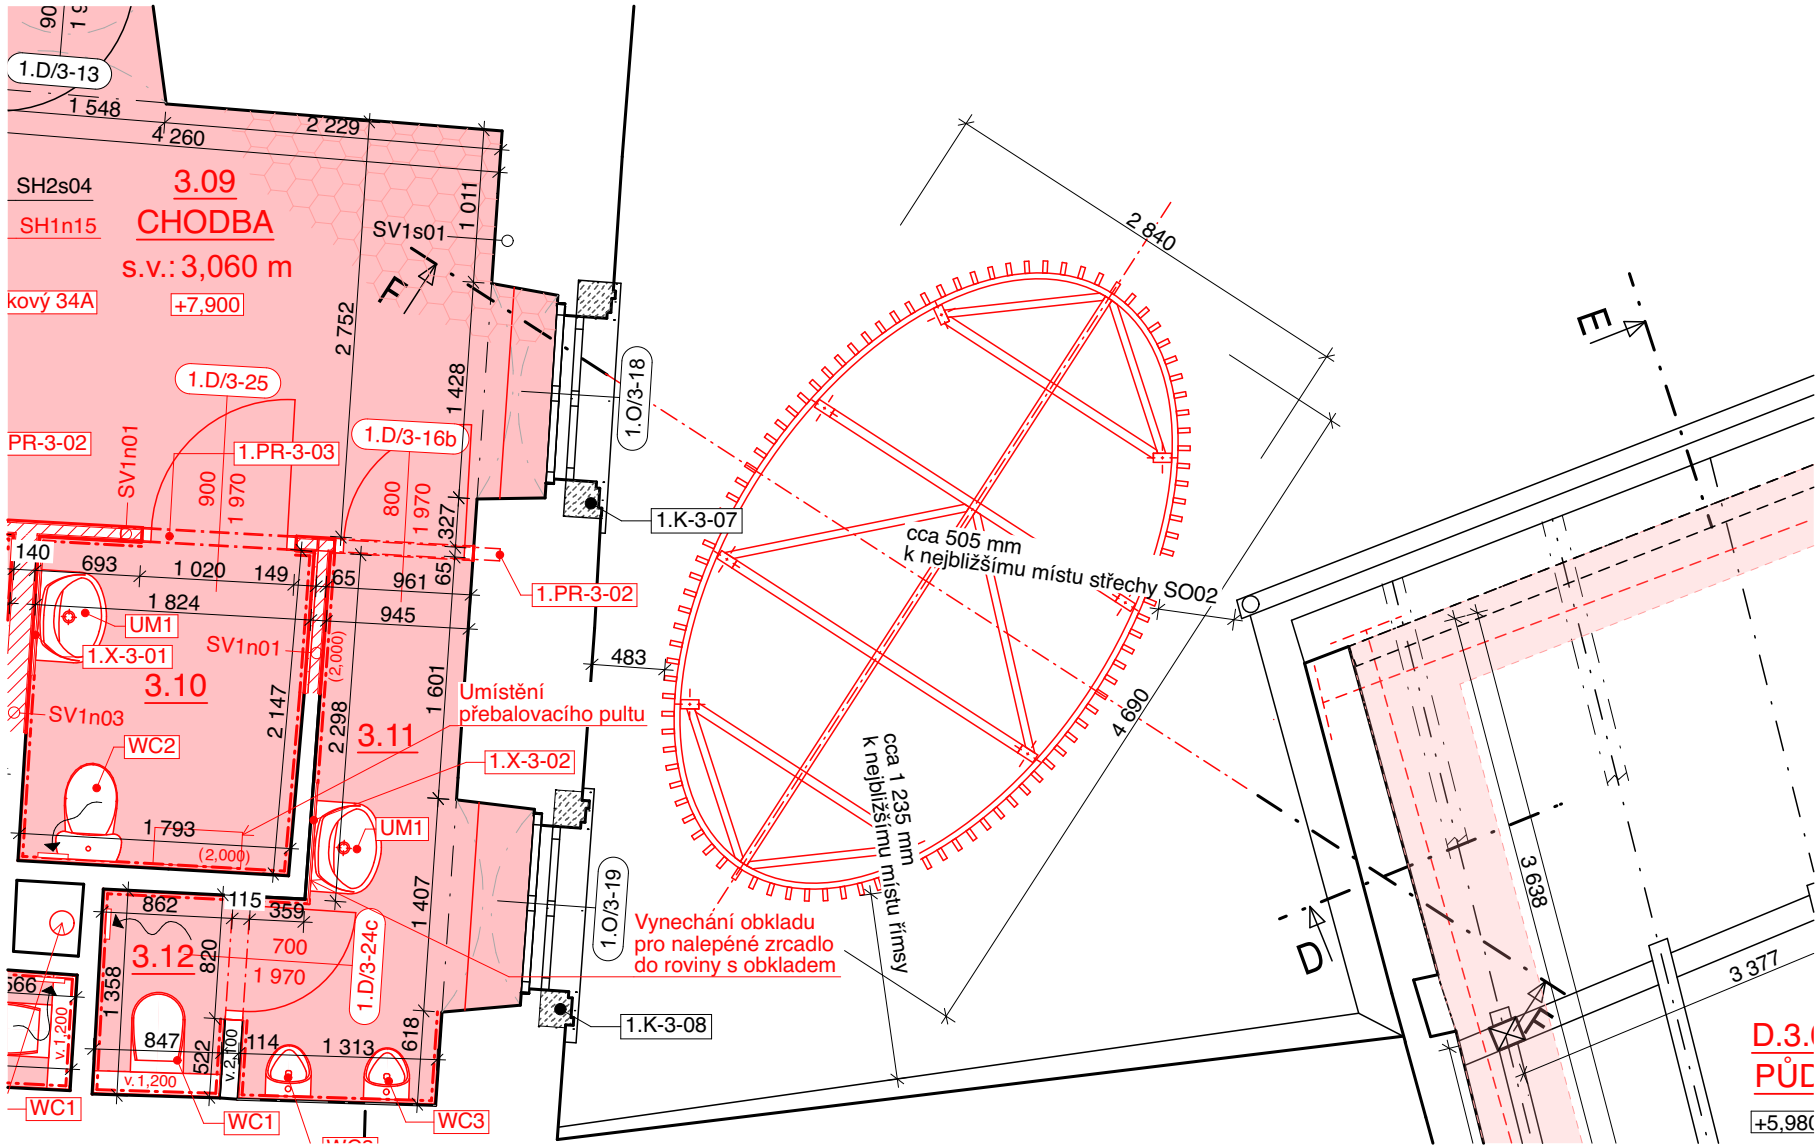 1.D/3-13
1 548
4 260
2 229
SH2s04
SH1n15
3.09
CHODBA
s.v.: 3,060 m
+7,900
kový 34A
SV1s01
1 011
2 752
1 428
F
1.O/3-18
2 840
E
1.D/3-25
1.D/3-16b
PR-3-02
SV1n01
1.PR-3-03
900
1 970
800
1 970
327
65
1.K-3-07
cca 505 mm
k nejbližšímu místu střechy SO02
140
693
1 020
149
65
961
1.PR-3-02
1 824
945
UM1
1.X-3-01
SV1n01
(2,000)
483
3.10
SV1n03
2 147
2 298
1 601
Umístění
přebalovacího pultu
3.11
WC2
1.X-3-02
4 690
cca 1 235 mm
k nejbližšímu místu římsy
1 793
(2,000)
UM1
1 407
1.O/3-19
3 638
862
115
359
Vynechání obkladu
pro nalepéné zrcadlo
do roviny s obkladem
3.12
820
700
1 970
1.D/3-24c
D
3 377
1 358
v.1,200
847
522
v.2,100
114
1 313
618
1.K-3-08
F
v.1,200
WC1
WC1
WC3
+5,980